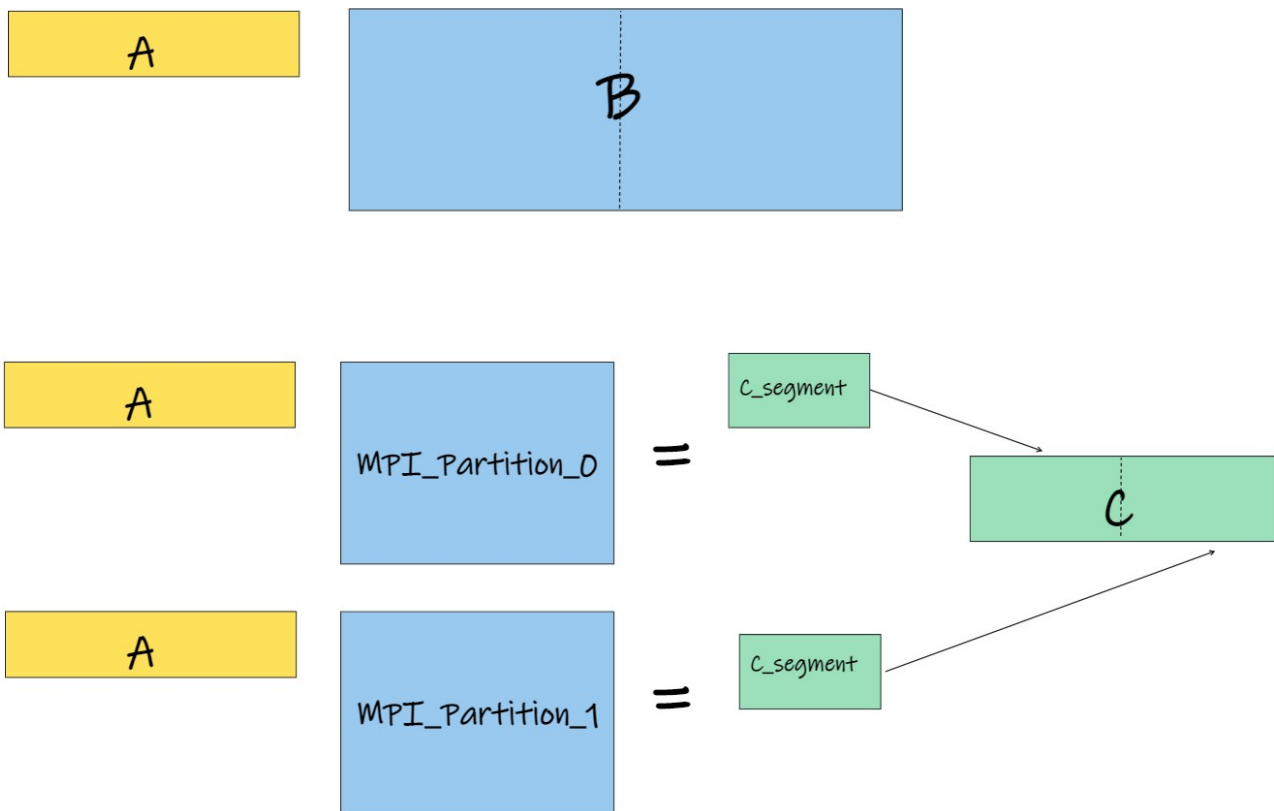 A
B
A
MPI_Partition_0
=
C_segment
C
A
MPI_Partition_1
=
C_segment